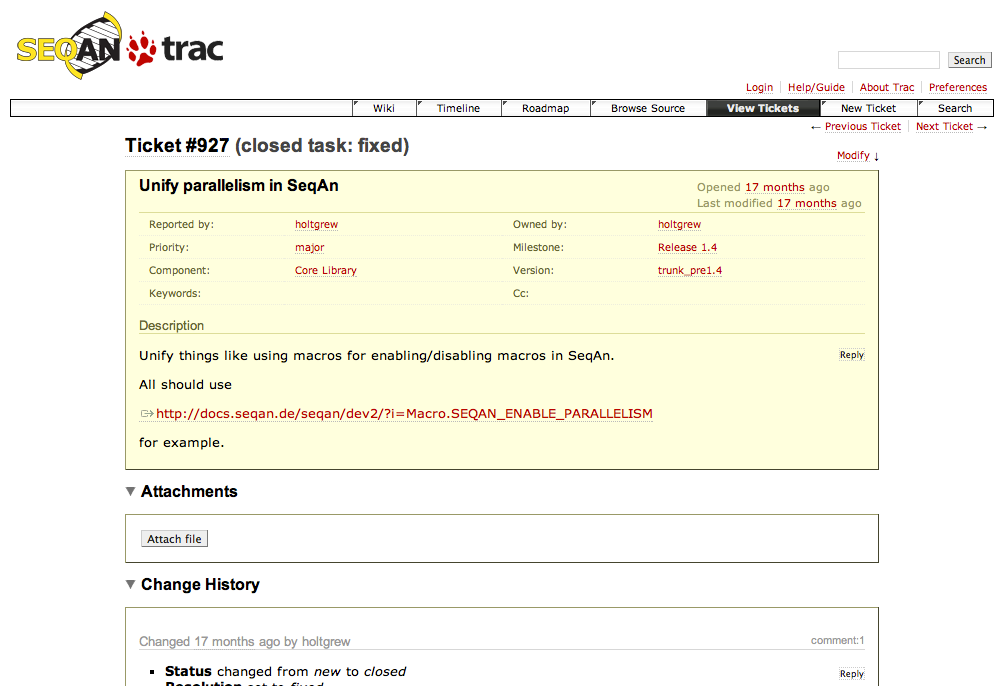 SEQAN trac
Search
Login Help/Guide About Trac Preferences
Wiki Timeline Roadmap Browse Source View Tickets New Ticket Search
← Previous Ticket Next Ticket →
Ticket #927 (closed task: fixed)
Modify ↓
Unify parallelism in SeqAn
Opened 17 months ago
Last modified 17 months ago
Reported by: holtgrew Owned by: holtgrew
Priority: major Milestone: Release 1.4
Component: Core Library Version: trunk_pre1.4
Keywords: Cc:
Description
Unify things like using macros for enabling/disabling macros in SeqAn. Reply
All should use
http://docs.seqan.de/seqan/dev2/?i=Macro.SEQAN_ENABLE_PARALLELISM
for example.
▼ Attachments
Attach file
▼ Change History
Changed 17 months ago by holtgrew comment:1
▪ Status changed from new to closed Reply
Resolution set to fixed